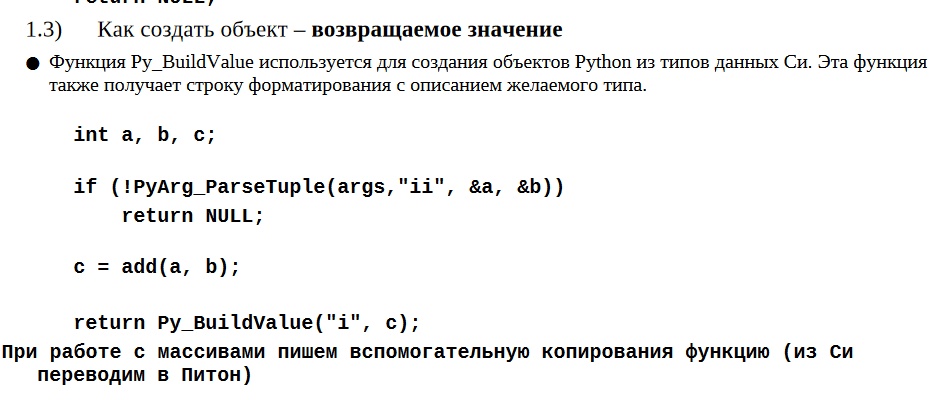 return NULL;
1.3) Как создать объект – возвращаемое значение
● Функция Py_BuildValue используется для создания объектов Python из типов данных Си. Эта функция
также получает строку форматирования с описанием желаемого типа.
int a, b, c;
if (!PyArg_ParseTuple(args,"ii", &a, &b))
return NULL;
c = add(a, b);
return Py_BuildValue("i", c);
При работе с массивами пишем вспомогательную копирования функцию (из Си
переводим в Питон)